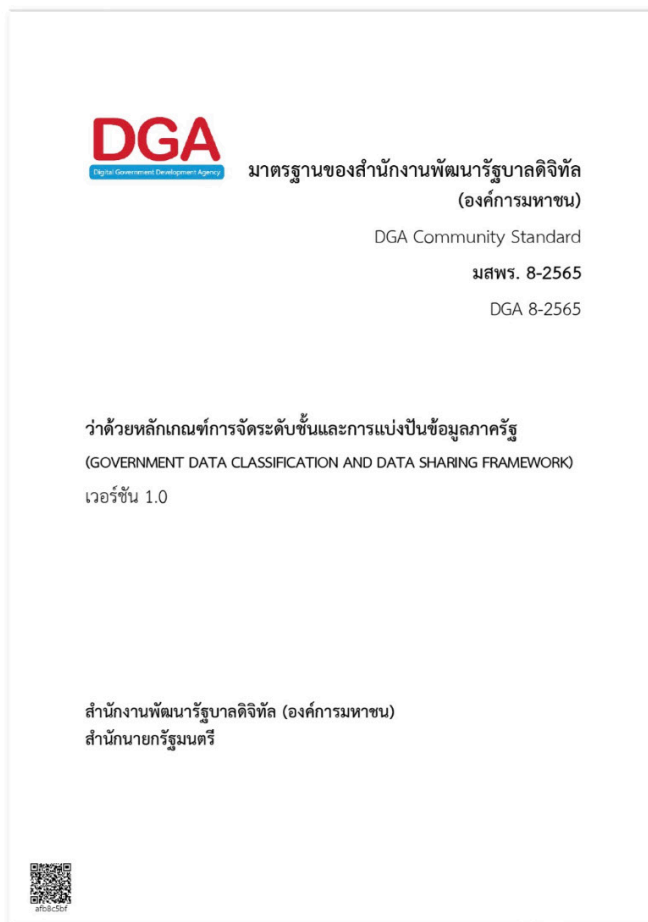 DGA
Digital Government Development Agency
มาตรฐานของสำนักงานพัฒนารัฐบาลดิจิทัล
(องค์การมหาชน)
DGA Community Standard
มสพร. 8-2565
DGA 8-2565
ว่าด้วยหลักเกณฑ์การจัดระดับชั้นและการแบ่งปันข้อมูลภาครัฐ
(GOVERNMENT DATA CLASSIFICATION AND DATA SHARING FRAMEWORK)
เวอร์ชัน 1.0
สำนักงานพัฒนารัฐบาลดิจิทัล (องค์การมหาชน)
สำนักนายกรัฐมนตรี
afb8c5bf